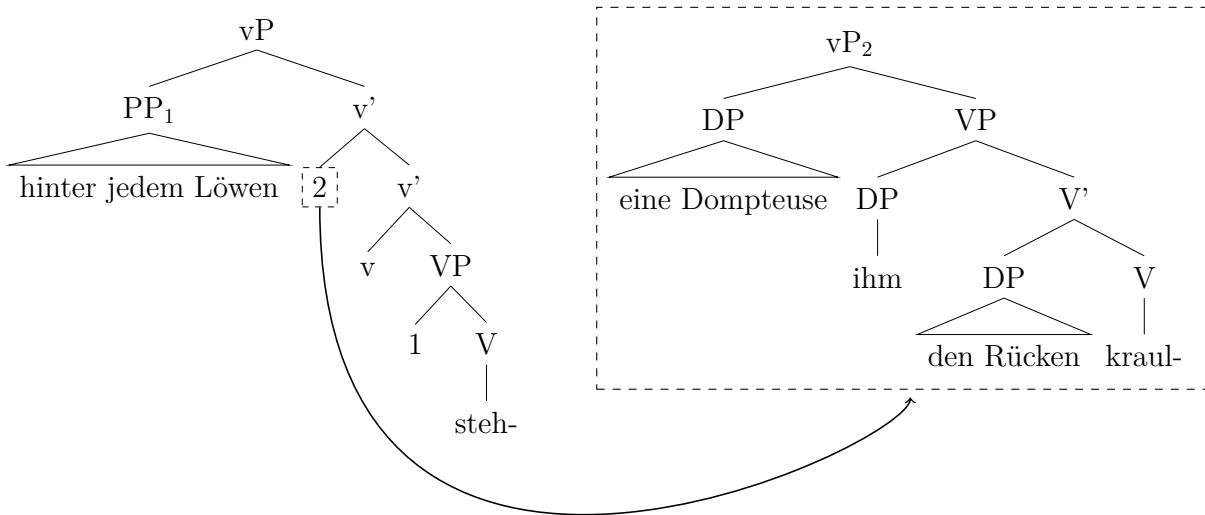 vP
PP₁ v'
hinter jedem Löwen 2 v'
v VP
1 V
steh-
vP₂
DP VP
eine Dompteuse DP V'
ihm DP V
den Rücken kraul-